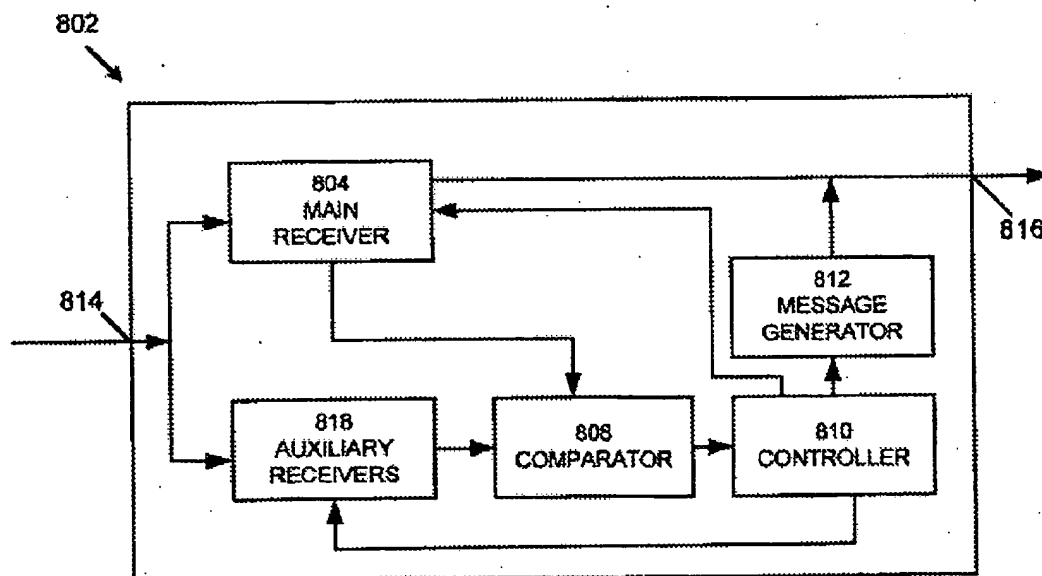 802
804
MAIN
RECEIVER
816
812
MESSAGE
GENERATOR
814
818
AUXILIARY
RECEIVERS
808
COMPARATOR
810
CONTROLLER